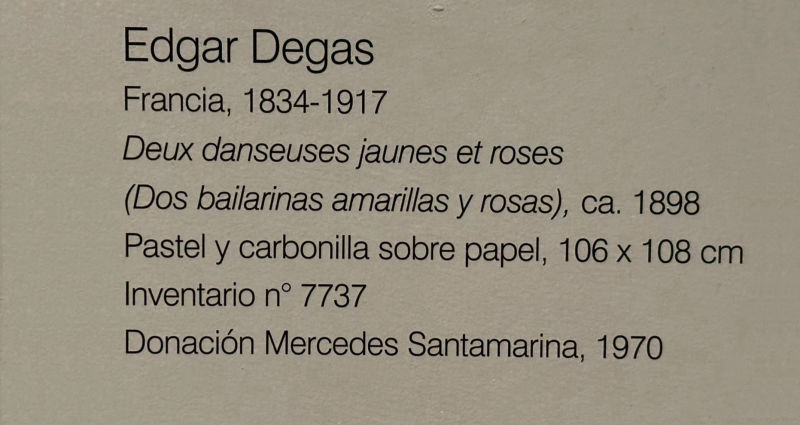 Edgar Degas
Francia, 1834-1917
Deux danseuses jaunes et roses
(Dos bailarinas amarillas y rosas), ca. 1898
Pastel y carbonilla sobre papel, 106 x 108 cm
Inventario n° 7737
Donación Mercedes Santamarina, 1970